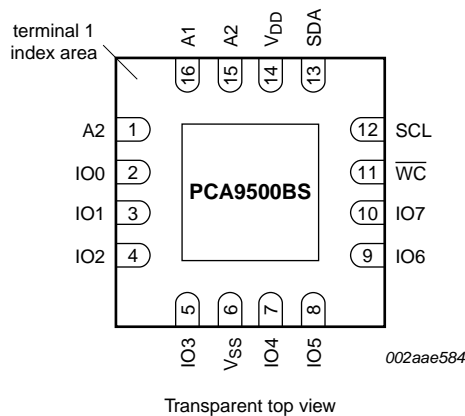 terminal 1
index area
A1
A2
VDD
SDA
16
15
14
13
A2 1
IO0 2
IO1 3
IO2 4
PCA9500BS
12 SCL
11 WC
10 IO7
9 IO6
5
6
7
8
IO3
VSS
IO4
IO5
002aae584
Transparent top view